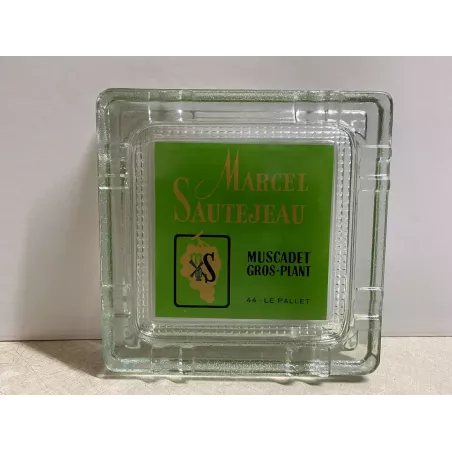 MARCEL
SAUTEJEAU
MUSCADET
GROS-PLANT
S
44-LE PALLET